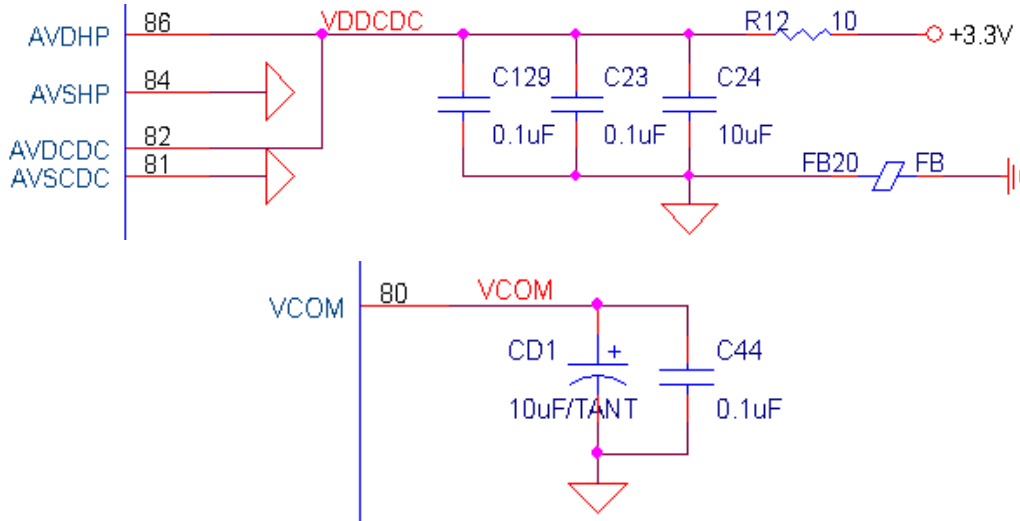 AVDHP 86 VDDCDC R12 10 +3.3V
AVSHP 84 C129 C23 C24
0.1uF 0.1uF 10uF
AVDCDC 82
AVSCDC 81 FB20 FB
VCOM 80 VCOM
CD1 + C44
10uF/TANT 0.1uF